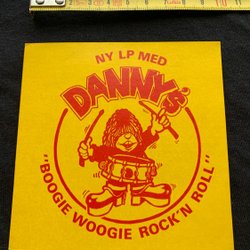 NY LP MED
DANNY'S
"BOOGIE WOOGIE ROCK'N ROLL"